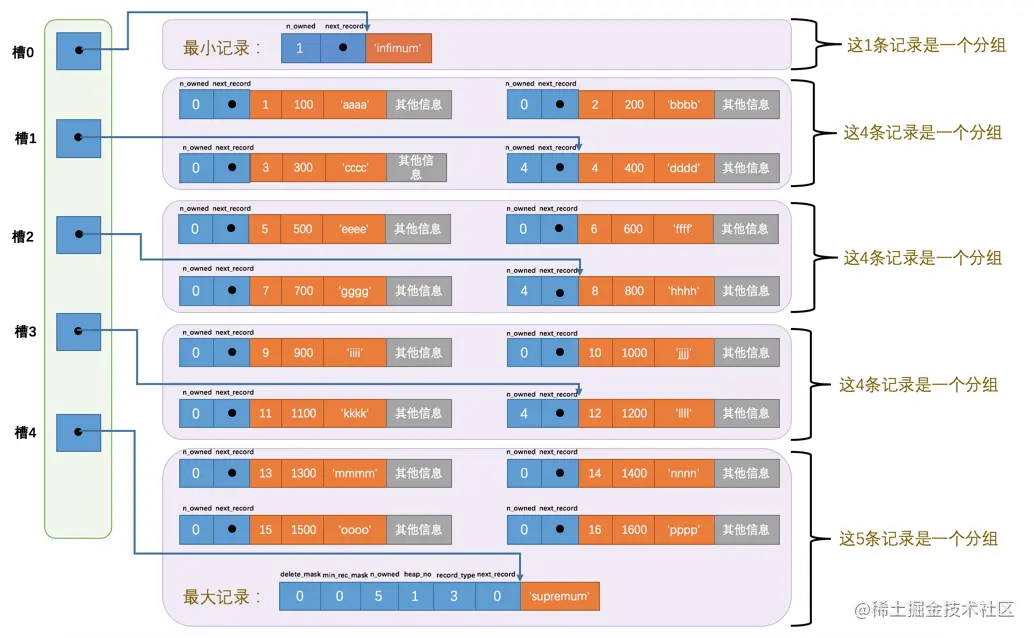 槽0
n_owned next_record
最小记录：
1
'infimum'
这1条记录是一个分组
n_owned next_record
0 1 100 'aaaa' 其他信息
n_owned next_record
0 2 200 'bbbb' 其他信息
槽1
这4条记录是一个分组
n_owned next_record
0 3 300 'cccc' 其他信
息
n_owned next_record
4 4 400 'dddd' 其他信息
槽2
n_owned next_record
0 5 500 'eeee' 其他信息
n_owned next_record
0 6 600 'ffff' 其他信息
这4条记录是一个分组
n_owned next_record
0 7 700 'gggg' 其他信息
n_owned next_record
4 8 800 'hhhh' 其他信息
槽3
n_owned next_record
0 9 900 'iiii' 其他信息
n_owned next_record
0 10 1000 'jjjj' 其他信息
这4条记录是一个分组
n_owned next_record
0 11 1100 'kkkk' 其他信息
n_owned next_record
4 12 1200 'llll' 其他信息
槽4
n_owned next_record
0 13 1300 'mmmm' 其他信息
n_owned next_record
0 14 1400 'nnnn' 其他信息
n_owned next_record
0 15 1500 'oooo' 其他信息
n_owned next_record
0 16 1600 'pppp' 其他信息
这5条记录是一个分组
delete_mask min_rec_mask n_owned heap_no record_type next_record
最大记录：
0 0 5 1 3 0 'supremum'
@稀土掘金技术社区